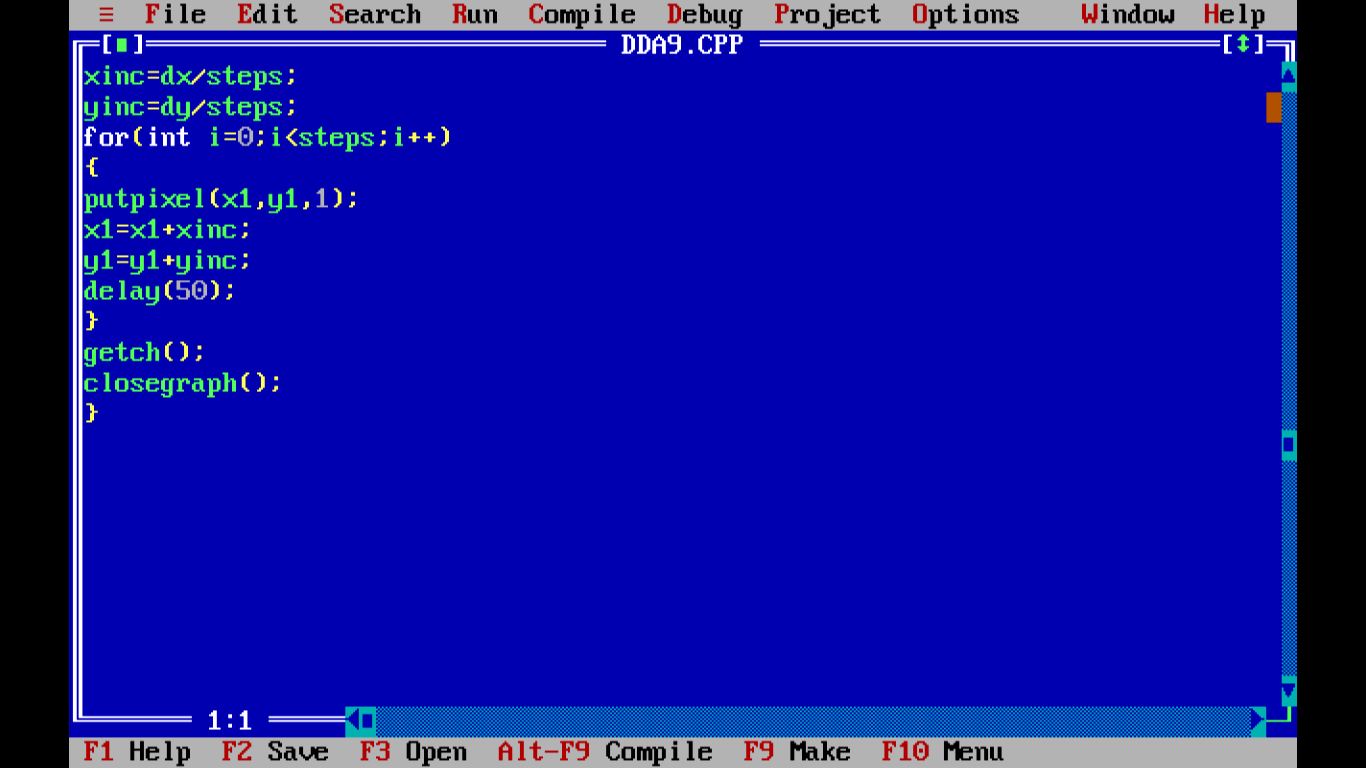 ≡ File Edit Search Run Compile Debug Project Options Window Help
[■] DDA9.CPP [↕]
xinc=dx/steps;
yinc=dy/steps;
for(int i=0;i<steps;i++)
{
putpixel(x1,y1,1);
x1=x1+xinc;
y1=y1+yinc;
delay(50);
}
getch();
closegraph();
}
1:1
F1 Help F2 Save F3 Open Alt-F9 Compile F9 Make F10 Menu